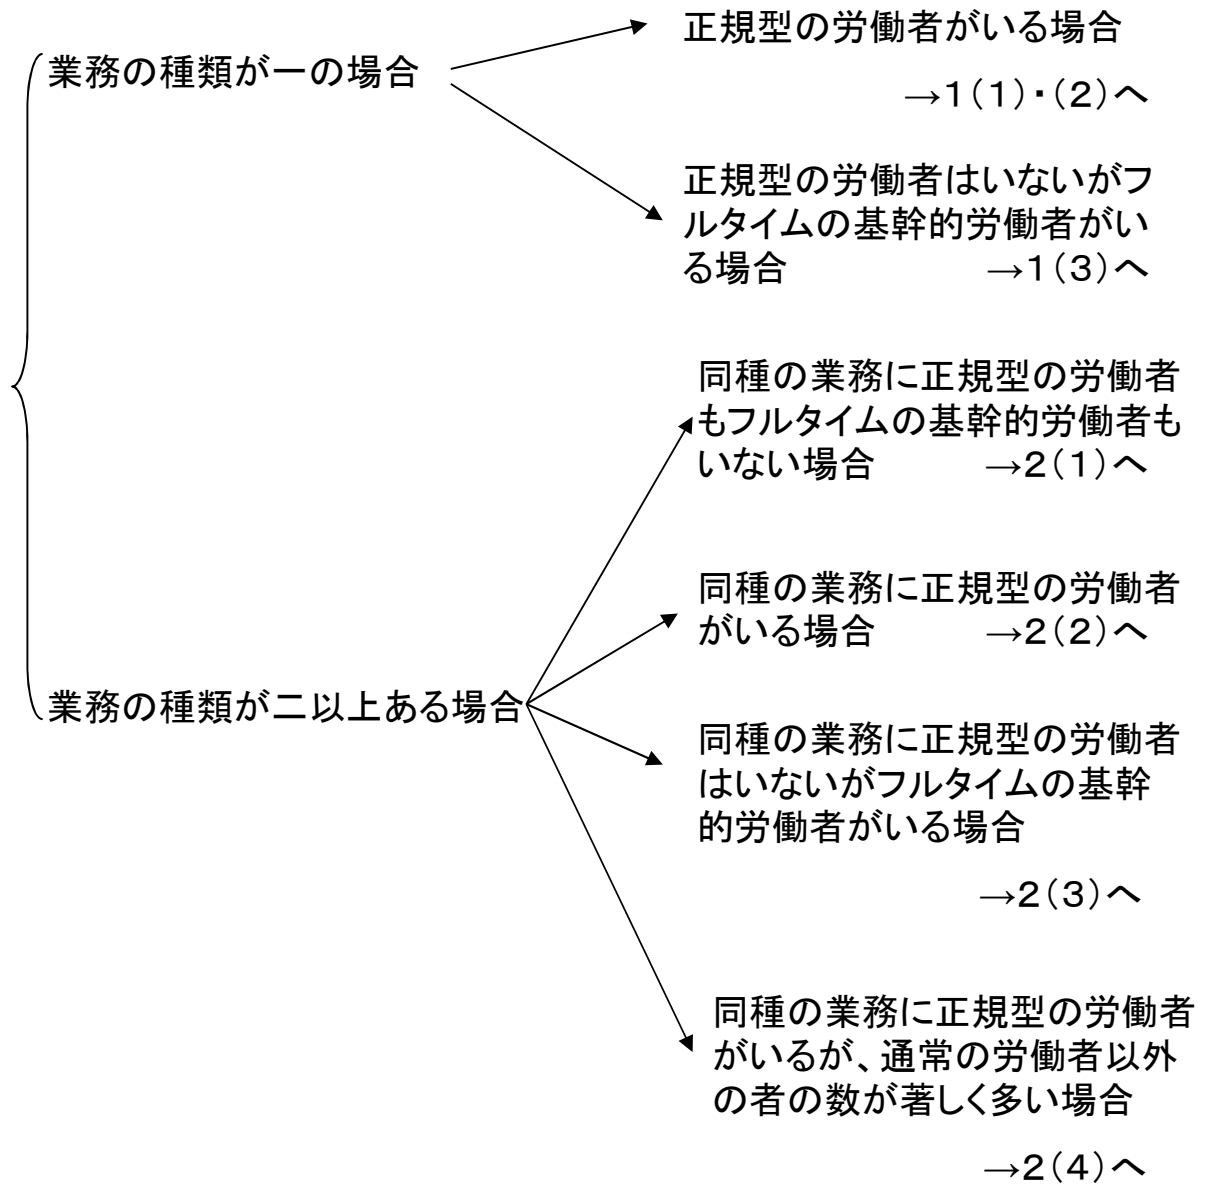 業務の種類が一の場合
正規型の労働者がいる場合
→1(1)・(2)へ
正規型の労働者はいないがフ
ルタイムの基幹的労働者がい
る場合 →1(3)へ
業務の種類が二以上ある場合
同種の業務に正規型の労働者
もフルタイムの基幹的労働者も
いない場合 →2(1)へ
同種の業務に正規型の労働者
がいる場合 →2(2)へ
同種の業務に正規型の労働者
はいないがフルタイムの基幹
的労働者がいる場合
→2(3)へ
同種の業務に正規型の労働者
がいるが、通常の労働者以外
の者の数が著しく多い場合
→2(4)へ